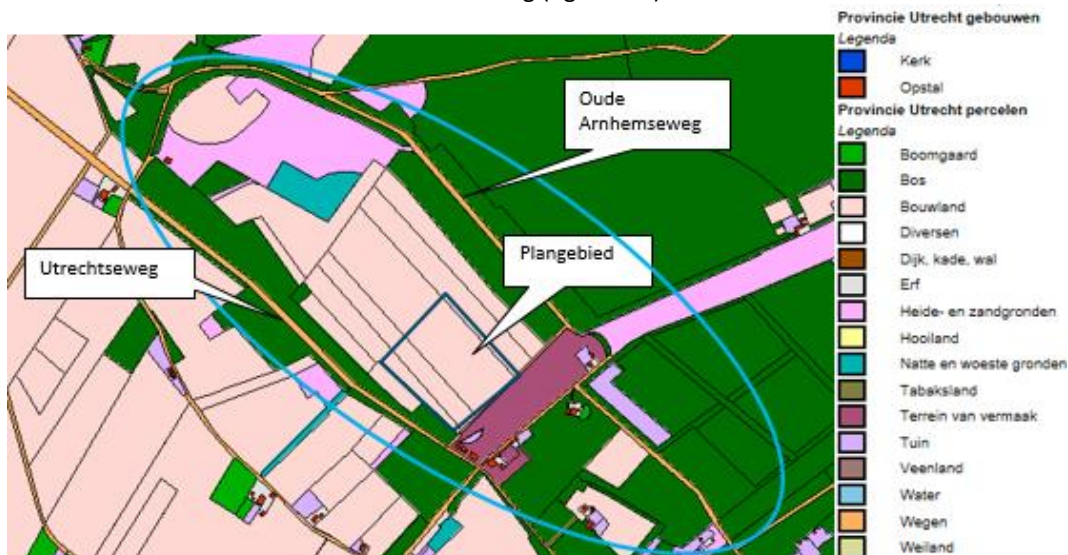 Provincie Utrecht gebouwen
Legenda
Kerk
Opstal
Provincie Utrecht percelen
Legenda
Boomgaard
Bos
Bouwland
Diversen
Dijk, kade, wal
Erf
Heide- en zandgronden
Hooiland
Natte en woeste gronden
Tabaksland
Terrein van vermaak
Tuin
Veenland
Water
Wegen
Weiland
Oude
Arnhemseweg
Plangebied
Utrechtseweg